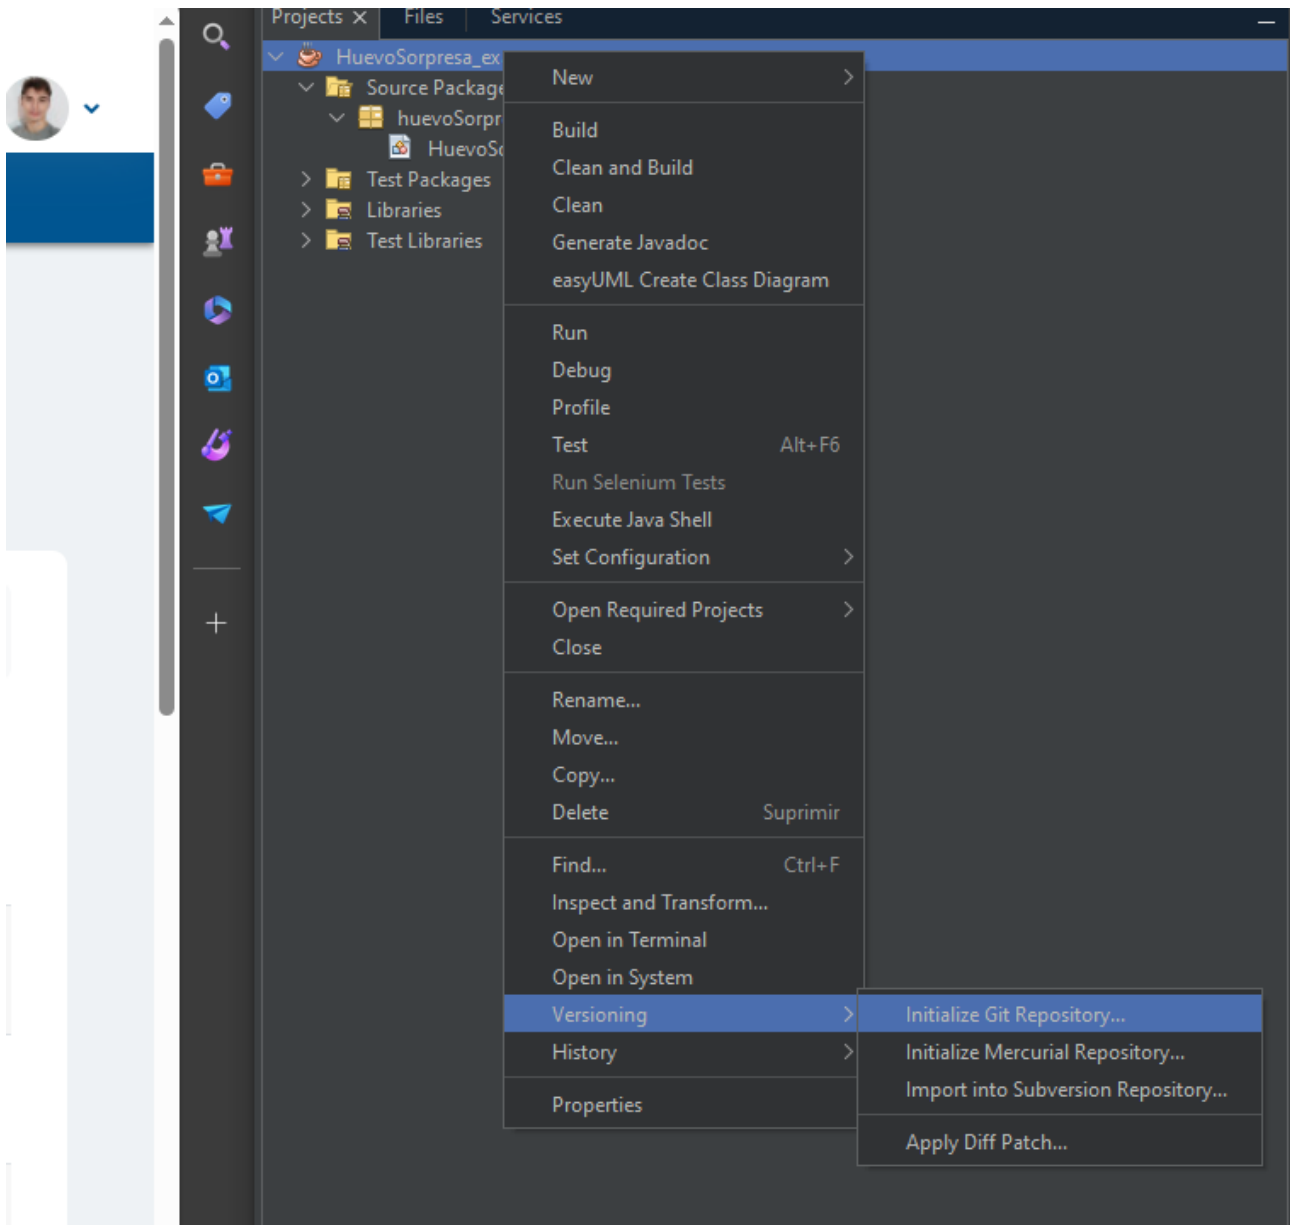 Projects
Files
Services
HuevoSorpresa_ex
Source Package
huevoSorpr
HuevoSo
Test Packages
Libraries
Test Libraries
New
Build
Clean and Build
Clean
Generate Javadoc
easyUML Create Class Diagram
Run
Debug
Profile
Test Alt+F6
Run Selenium Tests
Execute Java Shell
Set Configuration
Open Required Projects
Close
Rename...
Move...
Copy...
Delete Suprimir
Find... Ctrl+F
Inspect and Transform...
Open in Terminal
Open in System
Versioning
History
Properties
Initialize Git Repository...
Initialize Mercurial Repository...
Import into Subversion Repository...
Apply Diff Patch...